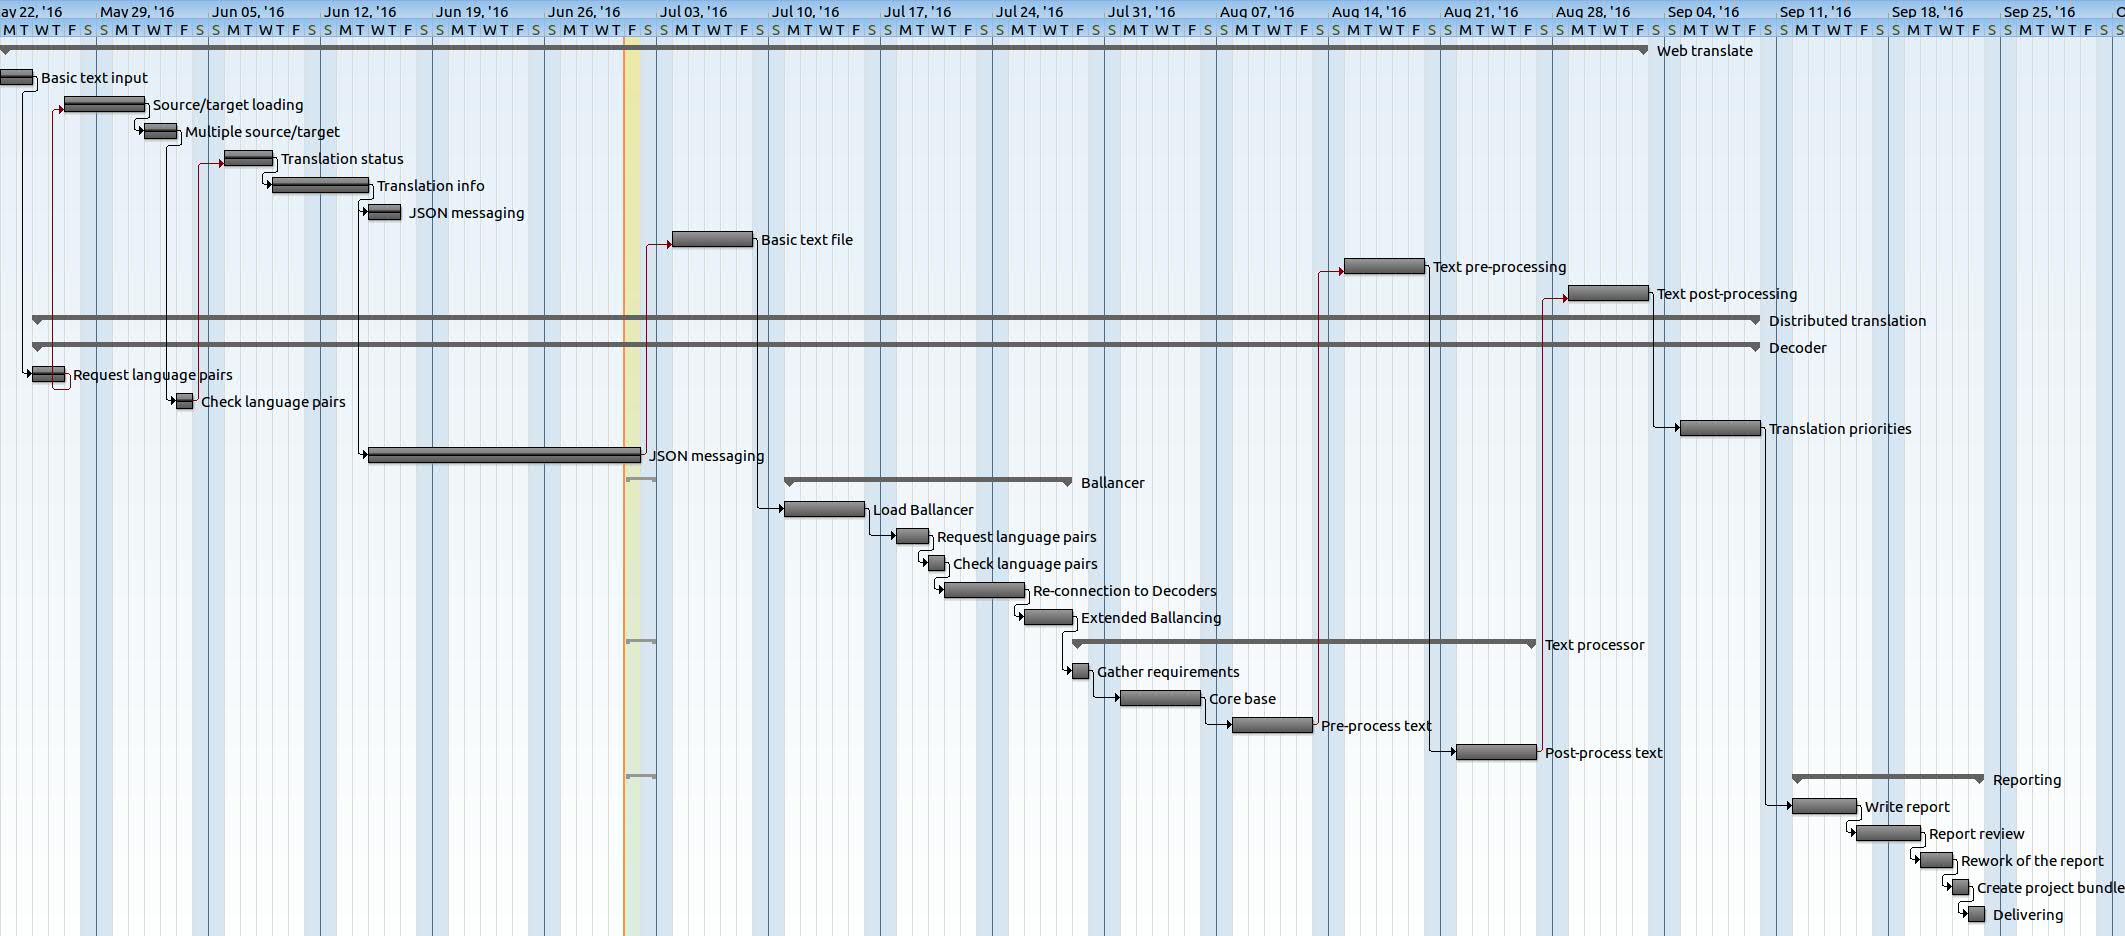 ay 22, '16 May 29, '16 Jun 05, '16 Jun 12, '16 Jun 19, '16 Jun 26, '16 Jul 03, '16 Jul 10, '16 Jul 17, '16 Jul 24, '16 Jul 31, '16 Aug 07, '16 Aug 14, '16 Aug 21, '16 Aug 28, '16 Sep 04, '16 Sep 11, '16 Sep 18, '16 Sep 25, '16
M T W T F S S M T W T F S S M T W T F S S M T W T F S S M T W T F S S M T W T F S S M T W T F S S M T W T F S S M T W T F S S M T W T F S S M T W T F S S M T W T F S S M T W T F S S M T W T F S S M T W T F S S M T W T F S S M T W T F S S M T W T F S S M T W T F S S
Web translate
Basic text input
Source/target loading
Multiple source/target
Translation status
Translation info
JSON messaging
Basic text file
Text pre-processing
Text post-processing
Distributed translation
Decoder
Request language pairs
Check language pairs
Translation priorities
JSON messaging
Ballancer
Load Ballancer
Request language pairs
Check language pairs
Re-connection to Decoders
Extended Ballancing
Text processor
Gather requirements
Core base
Pre-process text
Post-process text
Reporting
Write report
Report review
Rework of the report
Create project bundle
Delivering